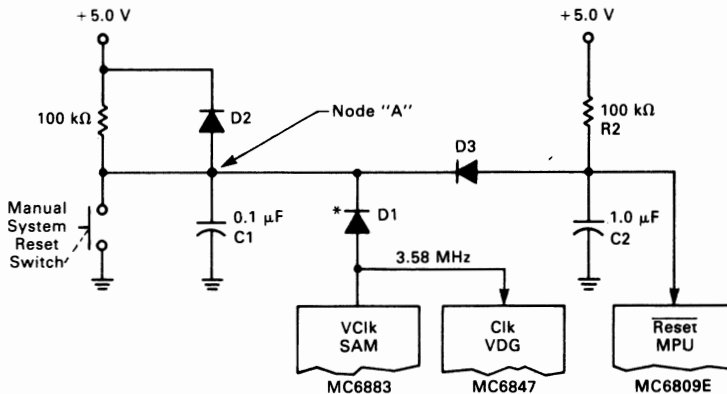 +5.0 V
+5.0 V
100 kΩ
D2
Node "A"
100 kΩ
R2
D3
Manual
System
Reset
Switch
0.1 μF
C1
*
D1
1.0 μF
C2
3.58 MHz
VClk
SAM
Clk
VDG
Reset
MPU
MC6883
MC6847
MC6809E